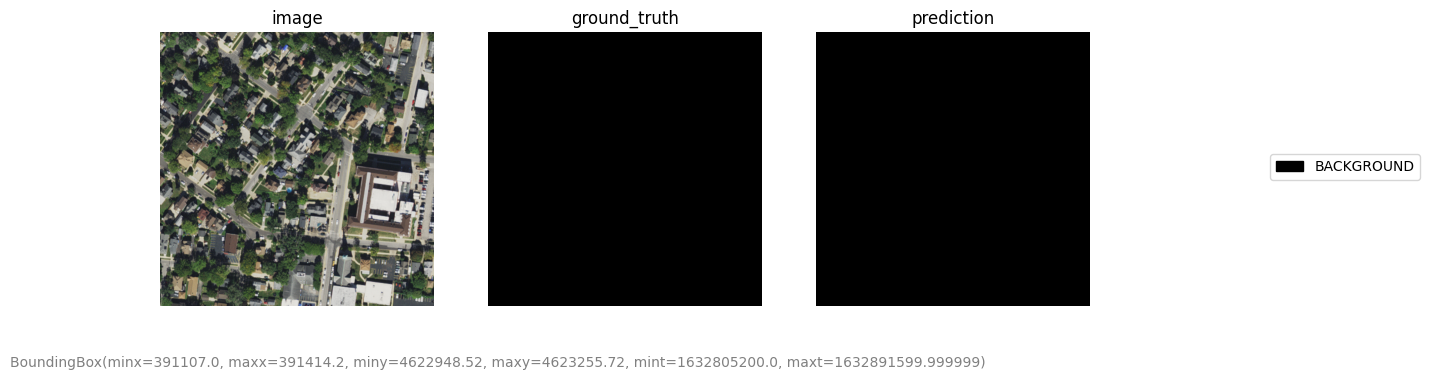 image
ground_truth
prediction
BACKGROUND
BoundingBox(minx=391107.0, maxx=391414.2, miny=4622948.52, maxy=4623255.72, mint=1632805200.0, maxt=1632891599.999999)